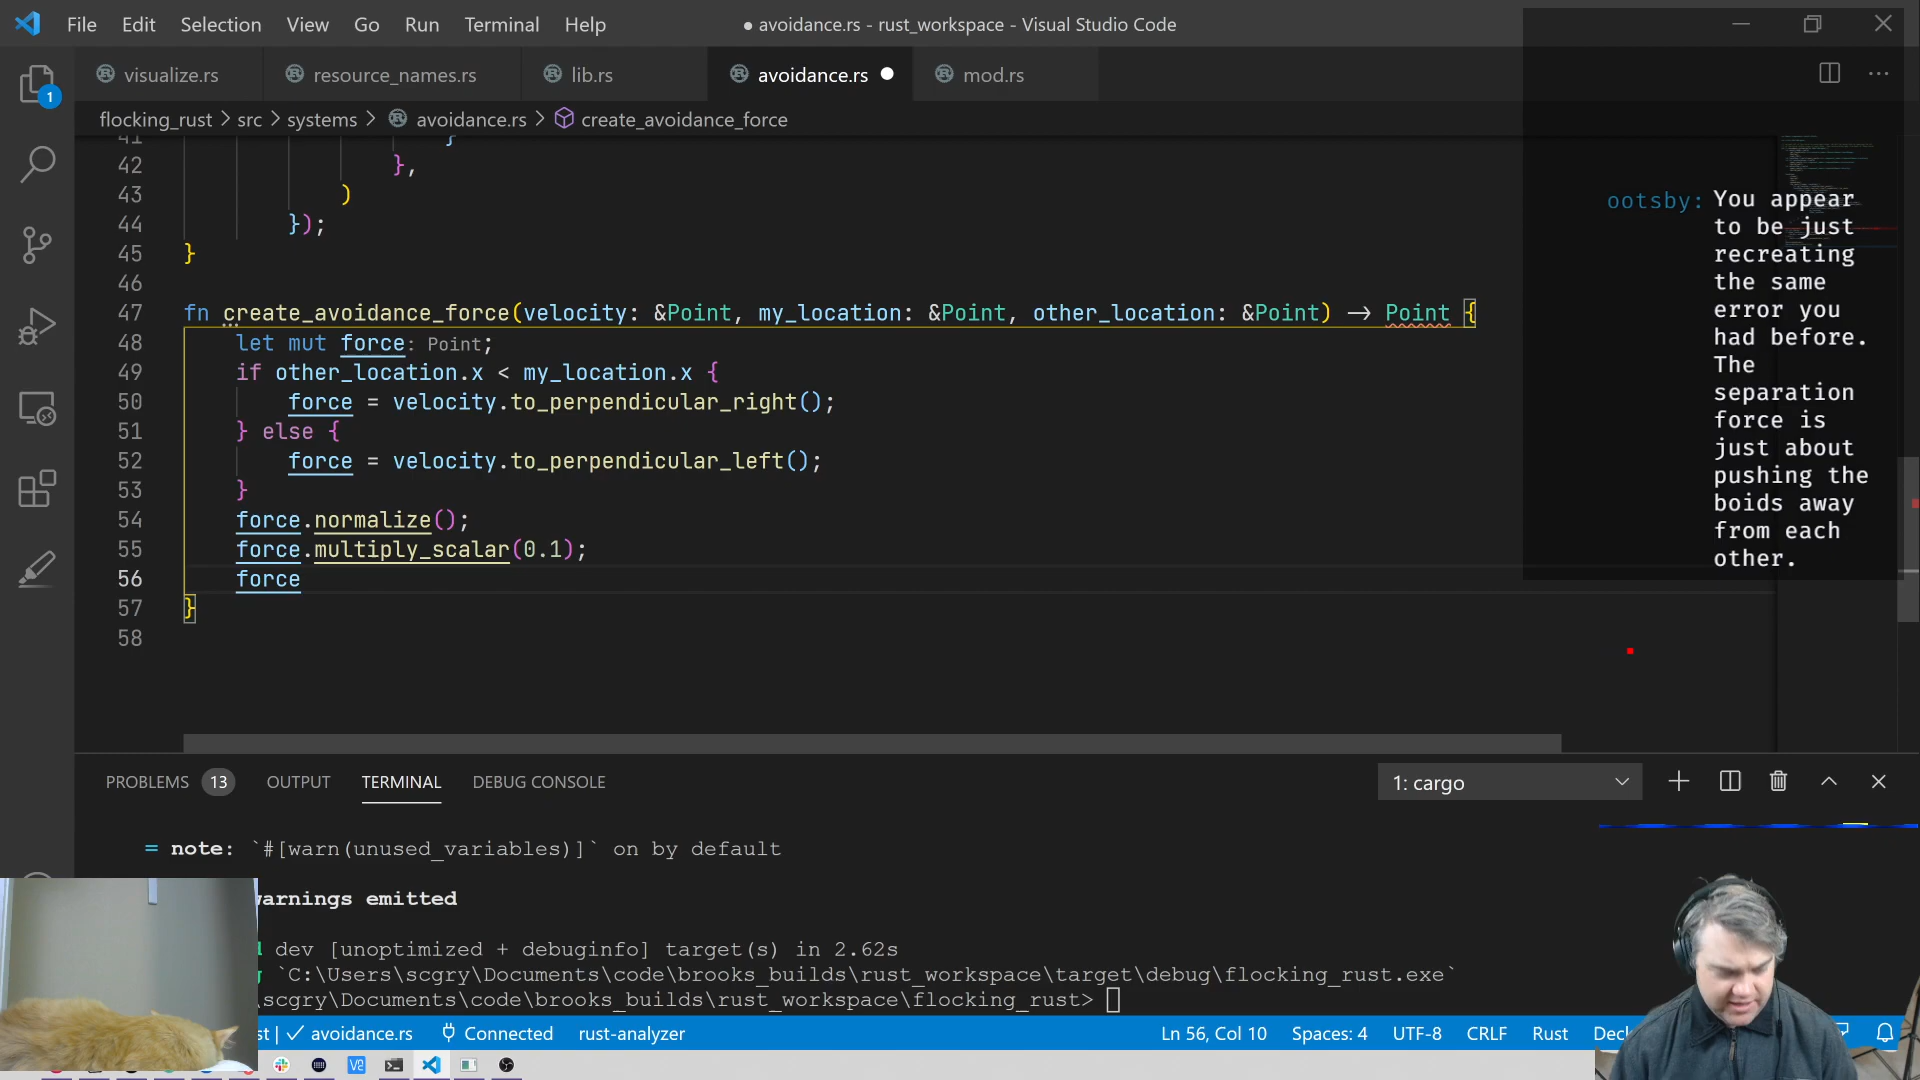 File Edit Selection View Go Run Terminal Help
● avoidance.rs - rust_workspace - Visual Studio Code
visualize.rs
resource_names.rs
lib.rs
avoidance.rs
mod.rs
1
flocking_rust > src > systems > avoidance.rs > create_avoidance_force
41 }
42 },
43 )
44 });
45 }
46
47 fn create_avoidance_force(velocity: &Point, my_location: &Point, other_location: &Point) -> Point {
48 let mut force: Point;
49 if other_location.x < my_location.x {
50 force = velocity.to_perpendicular_right();
51 } else {
52 force = velocity.to_perpendicular_left();
53 }
54 force.normalize();
55 force.multiply_scalar(0.1);
56 force
57 }
58
ootsby: You appear
to be just
recreating
the same
error you
had before.
The
separation
force is
just about
pushing the
boids away
from each
other.
PROBLEMS 13 OUTPUT TERMINAL DEBUG CONSOLE
1: cargo
= note: `#[warn(unused_variables)]` on by default
warnings emitted
dev [unoptimized + debuginfo] target(s) in 2.62s
`C:\Users\scgry\Documents\code\brooks_builds\rust_workspace\target\debug\flocking_rust.exe`
\scgry\Documents\code\brooks_builds\rust_workspace\flocking_rust>
avoidance.rs Connected rust-analyzer
Ln 56, Col 10 Spaces: 4 UTF-8 CRLF Rust